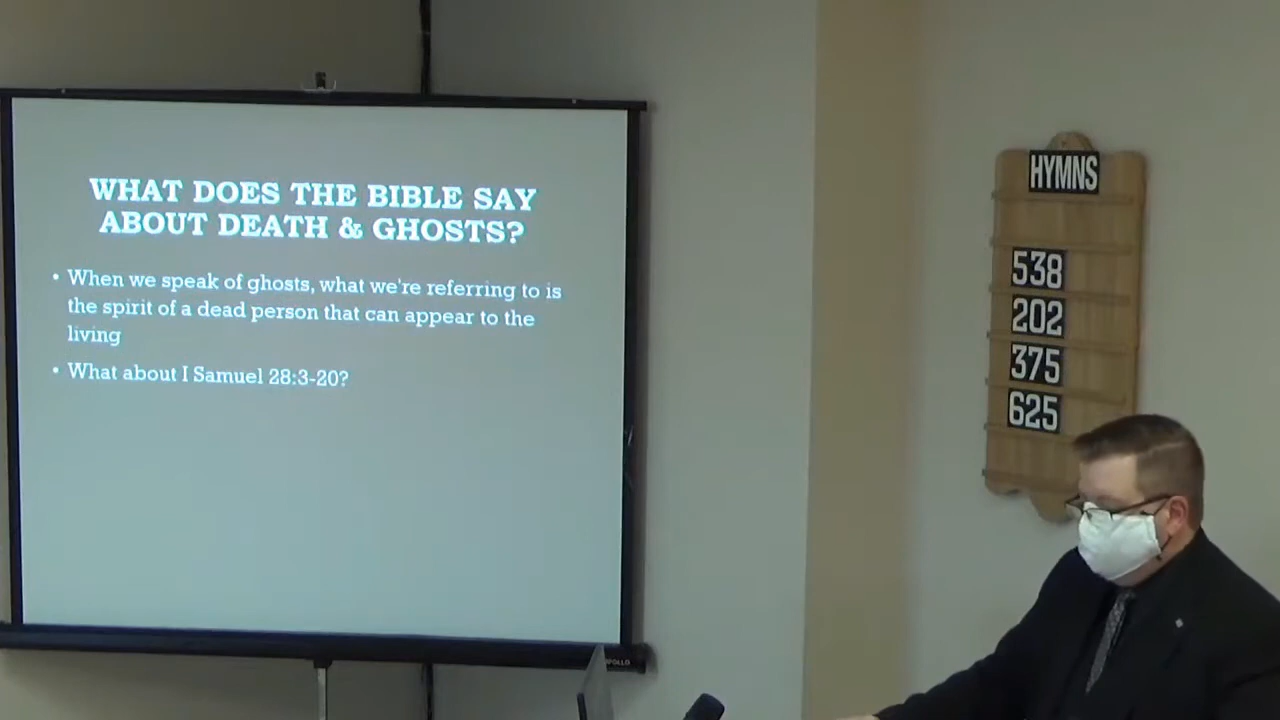 WHAT DOES THE BIBLE SAY
ABOUT DEATH & GHOSTS?
• When we speak of ghosts, what we're referring to is
the spirit of a dead person that can appear to the
living
• What about I Samuel 28:3-20?
HYMNS
538
202
375
625